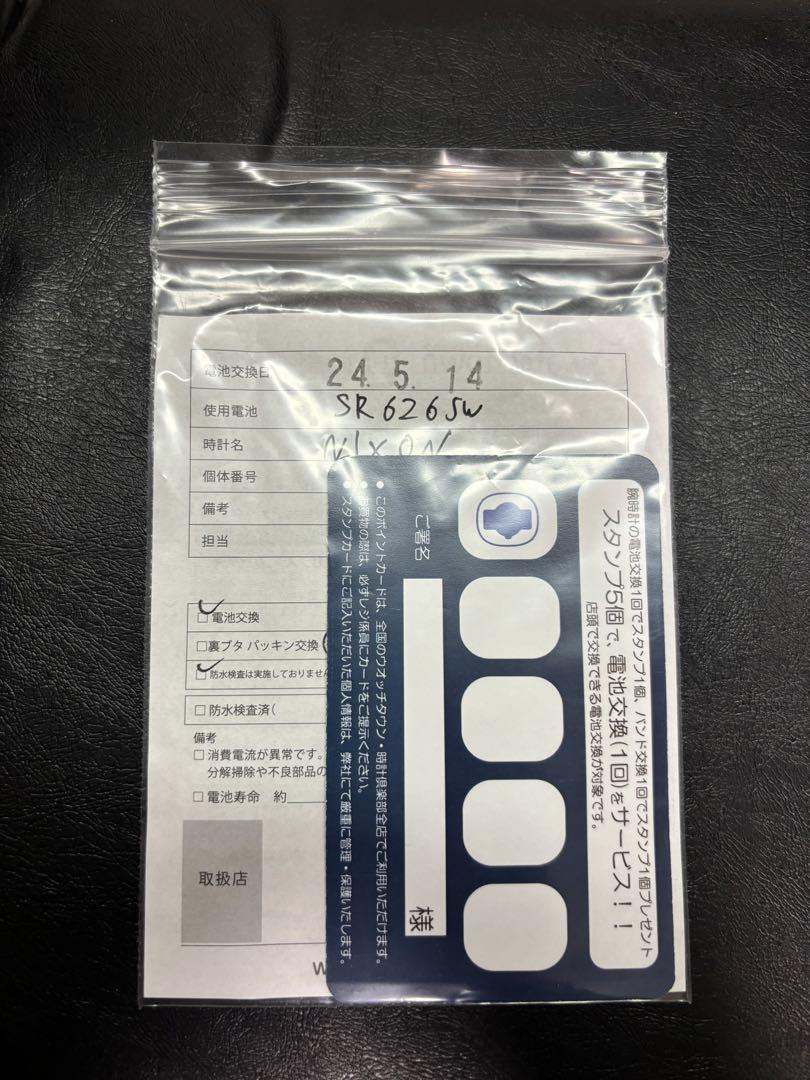 電池交換日 24. 5. 14
使用電池 SR626SW
時計名 NIXON
個体番号
備考
担当
電池交換
裏ブタ パッキン交換
防水検査は実施しておりません
防水検査済(
備考
消費電流が異常です。
分解掃除や不良部品の
電池寿命 約
取扱店
W
腕時計の電池交換1回でスタンプ1個、バンド交換1回でスタンプ1個プレゼント
スタンプ5個で、電池交換(1回)をサービス!!
店頭で交換できる電池交換が対象です。
ご署名
様
●このポイントカードは、全国のウオッチタウン・時計倶楽部全店でご利用いただけます。
買物の際は、必ずレジ係員にカードをご提示ください。
スタンプカードにご記入いただいた個人情報は、弊社にて厳重に管理・保護いたします。